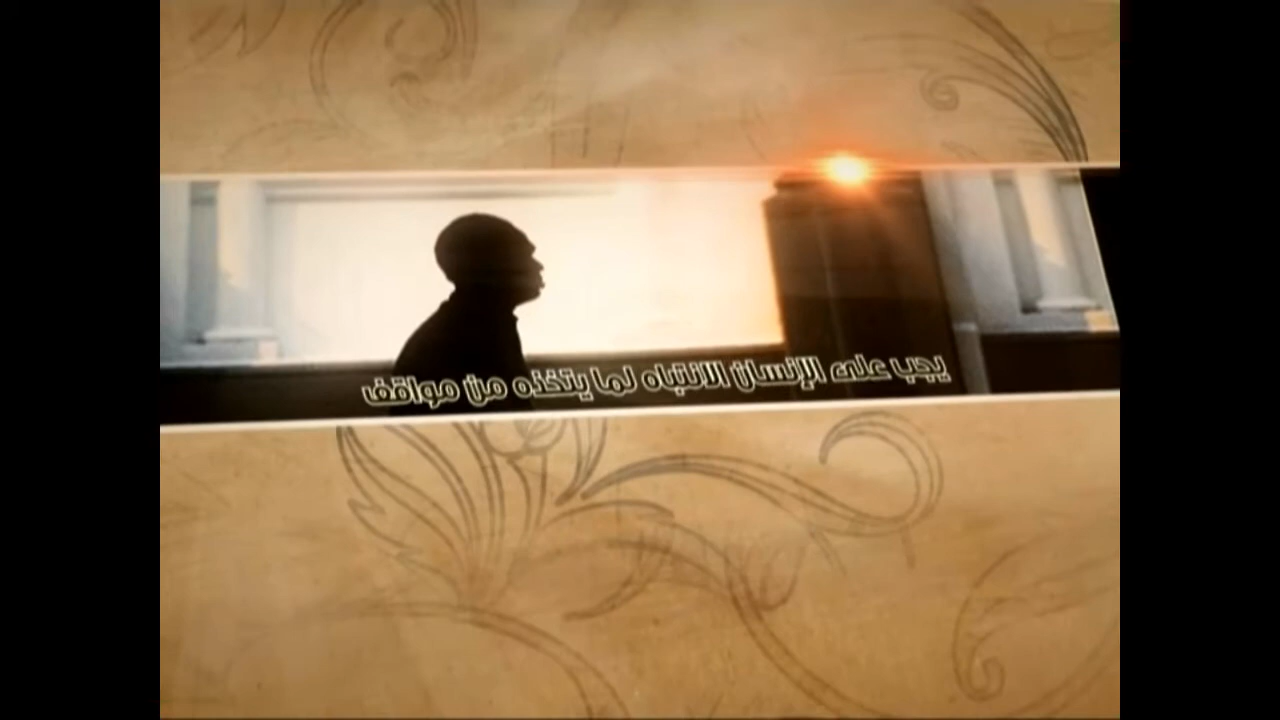 يجب على الإنسان الانتباه لما يتخذه من مواقف